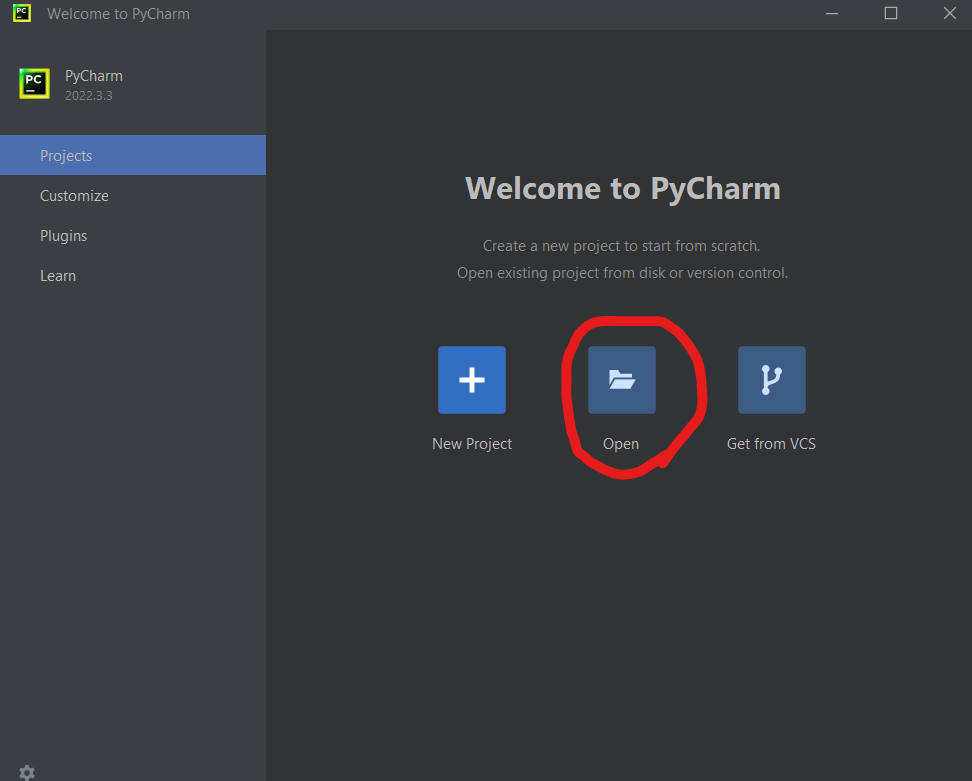 PC
Welcome to PyCharm
PC
PyCharm
2022.3.3
Projects
Customize
Plugins
Learn
Welcome to PyCharm
Create a new project to start from scratch.
Open existing project from disk or version control.
New Project
Open
Get from VCS